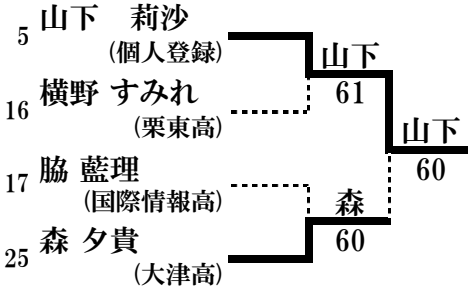 5 山下 莉沙
(個人登録)
山下
16 横野 すみれ
61
(栗東高)
山下
17 脇 藍理
60
(国際情報高)
森
25 森 夕貴
60
(大津高)